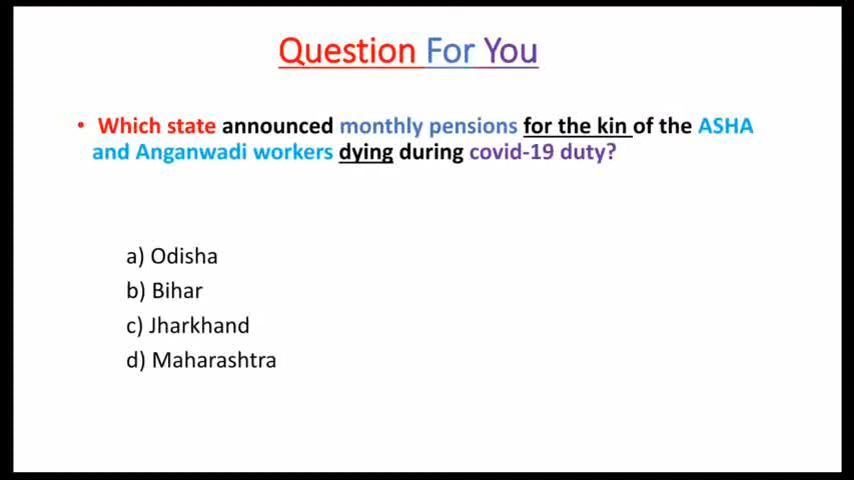 Question For You
• Which state announced monthly pensions for the kin of the ASHA
and Anganwadi workers dying during covid-19 duty?
a) Odisha
b) Bihar
c) Jharkhand
d) Maharashtra